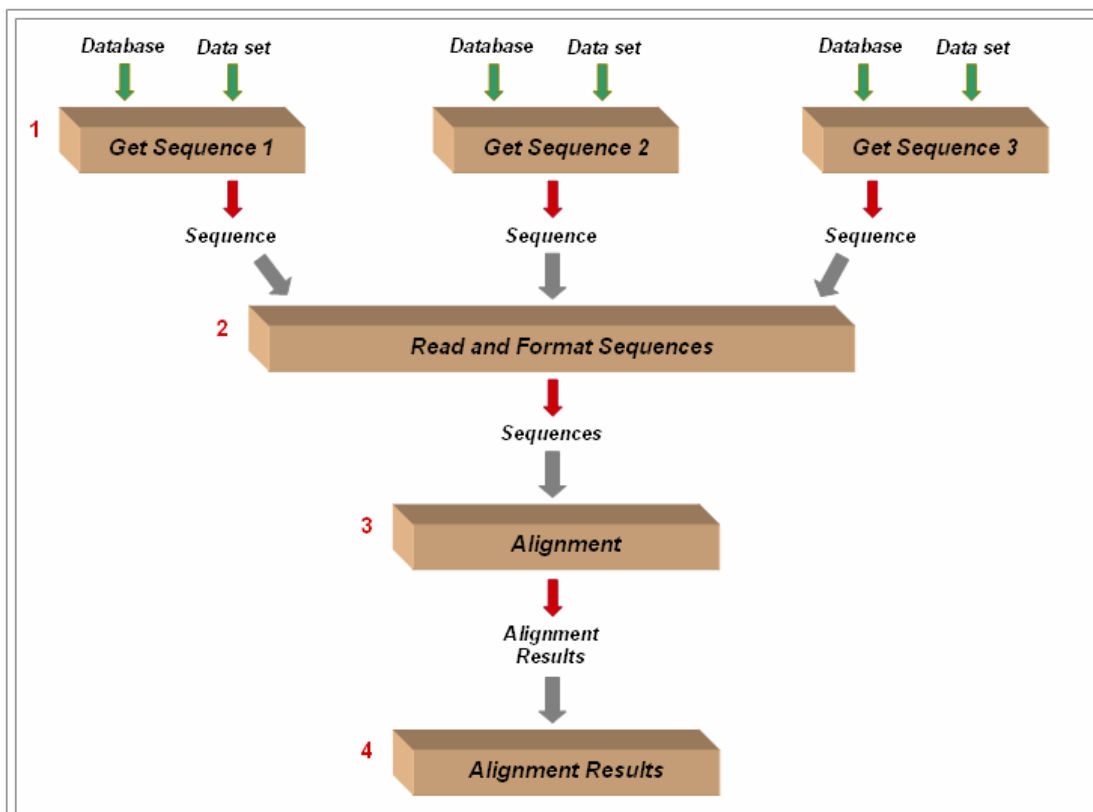 Database Data set Database Data set Database Data set
1 Get Sequence 1 Get Sequence 2 Get Sequence 3
Sequence Sequence Sequence
2 Read and Format Sequences
Sequences
3 Alignment
Alignment
Results
4 Alignment Results